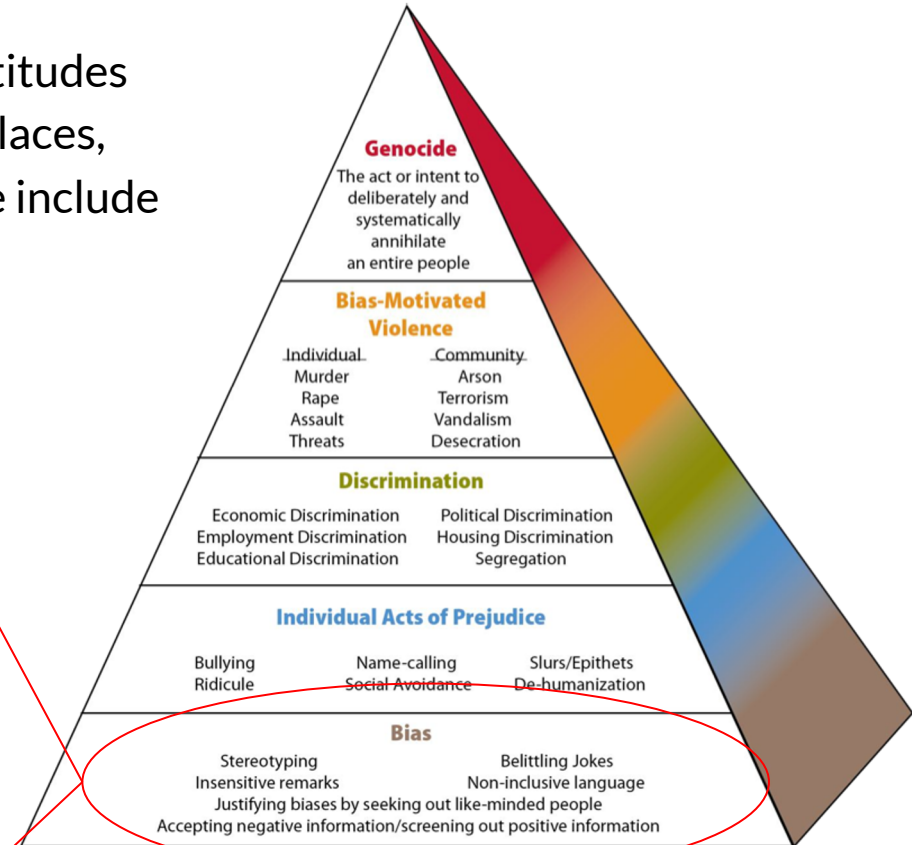 titudes
laces,
e include
Genocide
The act or intent to
deliberately and
systematically
annihilate
an entire people
Bias-Motivated
Violence
Individual Community
Murder Arson
Rape Terrorism
Assault Vandalism
Threats Desecration
Discrimination
Economic Discrimination Political Discrimination
Employment Discrimination Housing Discrimination
Educational Discrimination Segregation
Individual Acts of Prejudice
Bullying Name-calling Slurs/Epithets
Ridicule Social Avoidance De-humanization
Bias
Stereotyping Belittling Jokes
Insensitive remarks Non-inclusive language
Justifying biases by seeking out like-minded people
Accepting negative information/screening out positive information